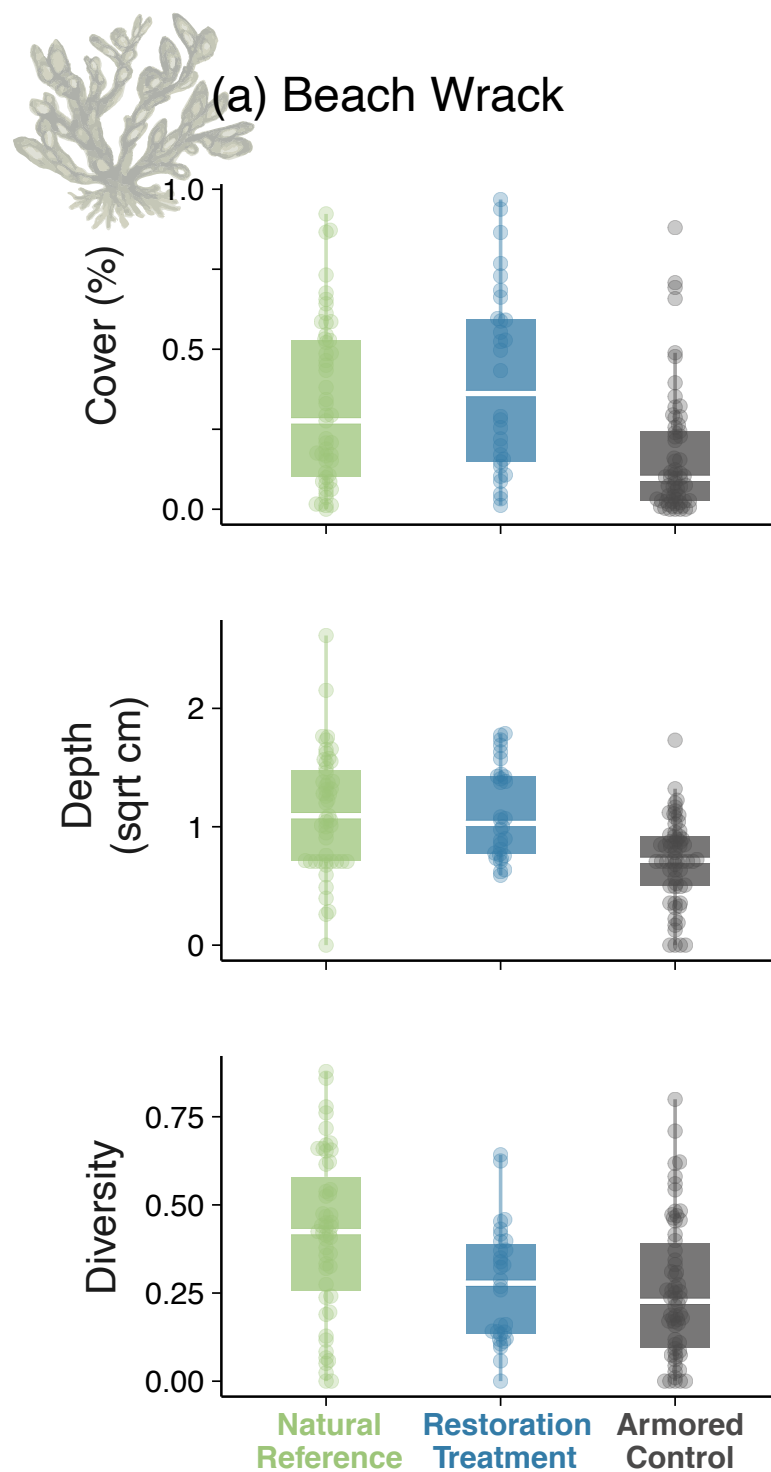 (a) Beach Wrack
1.0
0.5
0.0
Cover (%)
2
1
0
Depth
(sqrt cm)
0.75
0.50
0.25
0.00
Diversity
Natural
Reference
Restoration
Treatment
Armored
Control